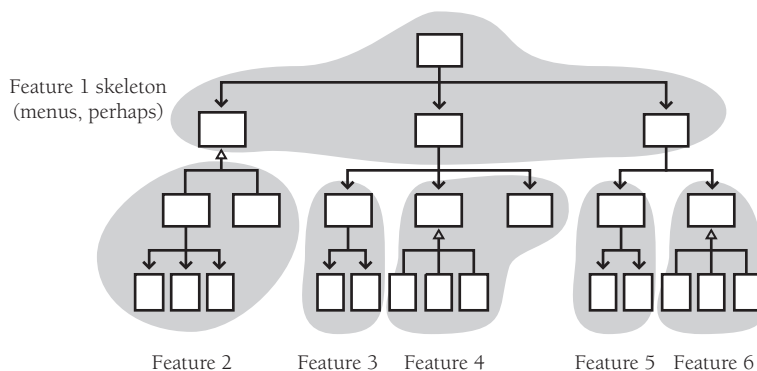 Feature 1 skeleton
(menus, perhaps)
Feature 2
Feature 3
Feature 4
Feature 5
Feature 6